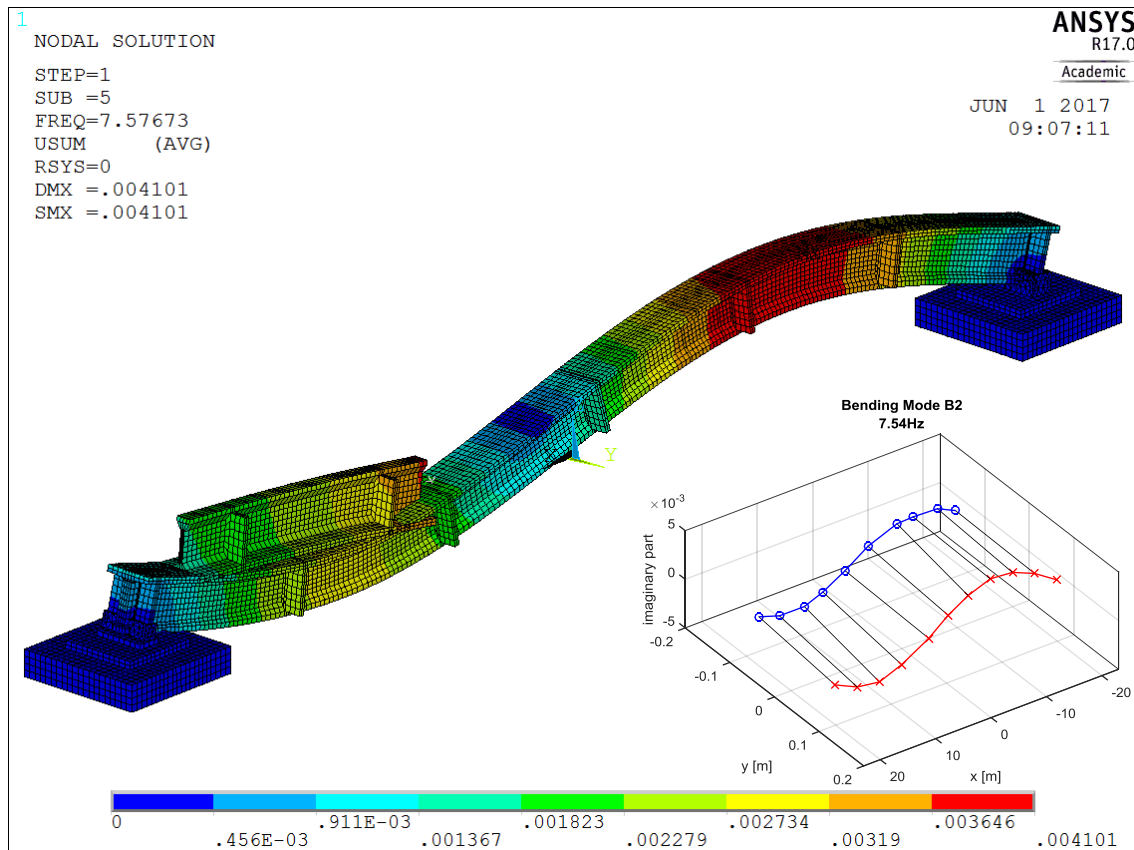 1
NODAL SOLUTION
STEP=1
SUB =5
FREQ=7.57673
USUM (AVG)
RSYS=0
DMX =.004101
SMX =.004101
ANSYS
R17.0
Academic
JUN 1 2017
09:07:11
Y
Bending Mode B2
7.54Hz
×10-3
5
0
-5
imaginary part
-0.2
-0.1
0
0.1
0.2
y [m]
20
10
0
-10
-20
x [m]
0 .911E-03 .001823 .002734 .003646
.456E-03 .001367 .002279 .00319 .004101